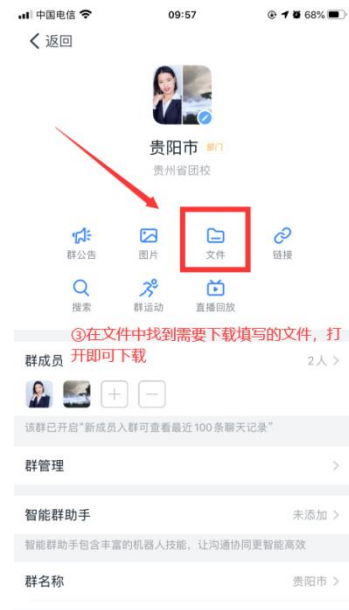 中国电信 09:57 68%
返回
贵阳市 部门
贵州省团校
群公告 图片 文件 链接
搜索 群运动 直播回放
③在文件中找到需要下载填写的文件，打
开即可下载
群成员 2人
该群已开启“新成员入群可查看最近100条聊天记录”
群管理
智能群助手 未添加
智能群助手包含丰富的机器人技能，让沟通协同更智能高效
群名称 贵阳市